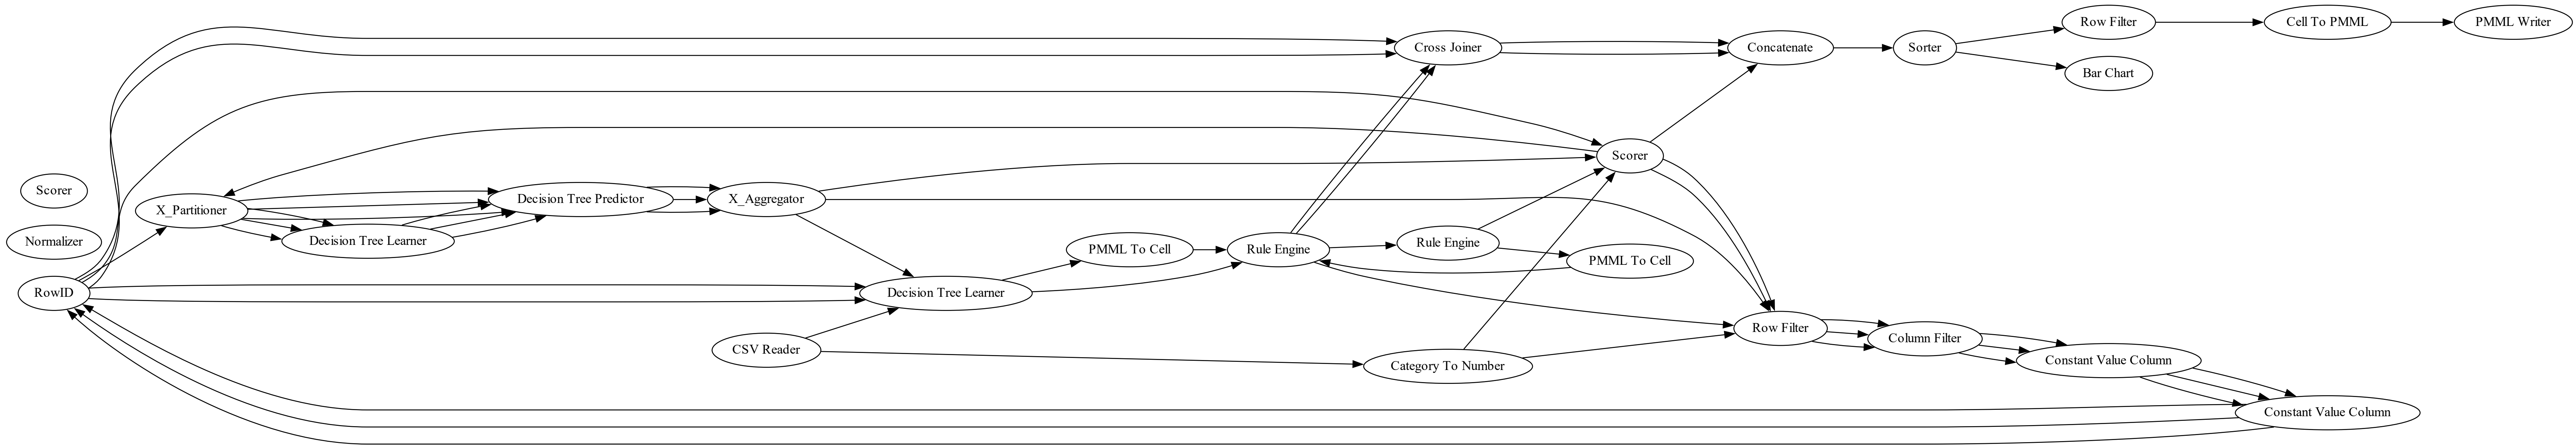 Row Filter
Cell To PMML
PMML Writer
Cross Joiner
Concatenate
Sorter
Bar Chart
Scorer
Scorer
X_Partitioner
Decision Tree Predictor
X_Aggregator
Normalizer
Decision Tree Learner
PMML To Cell
Rule Engine
Rule Engine
PMML To Cell
RowID
Decision Tree Learner
Row Filter
Column Filter
CSV Reader
Category To Number
Constant Value Column
Constant Value Column